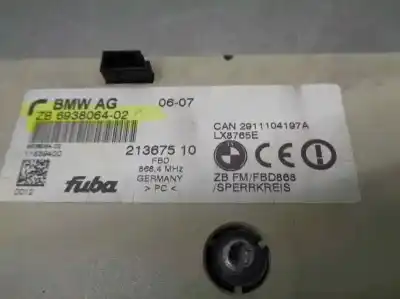 BMW AG 06-07
ZB 6938064-02
CAN 2911104197A
LX8765E
213675 10
FBD
868.4 MHz
GERMANY
> PC <
fuba
0012
ZB FM/FBD868
/SPERRKREIS